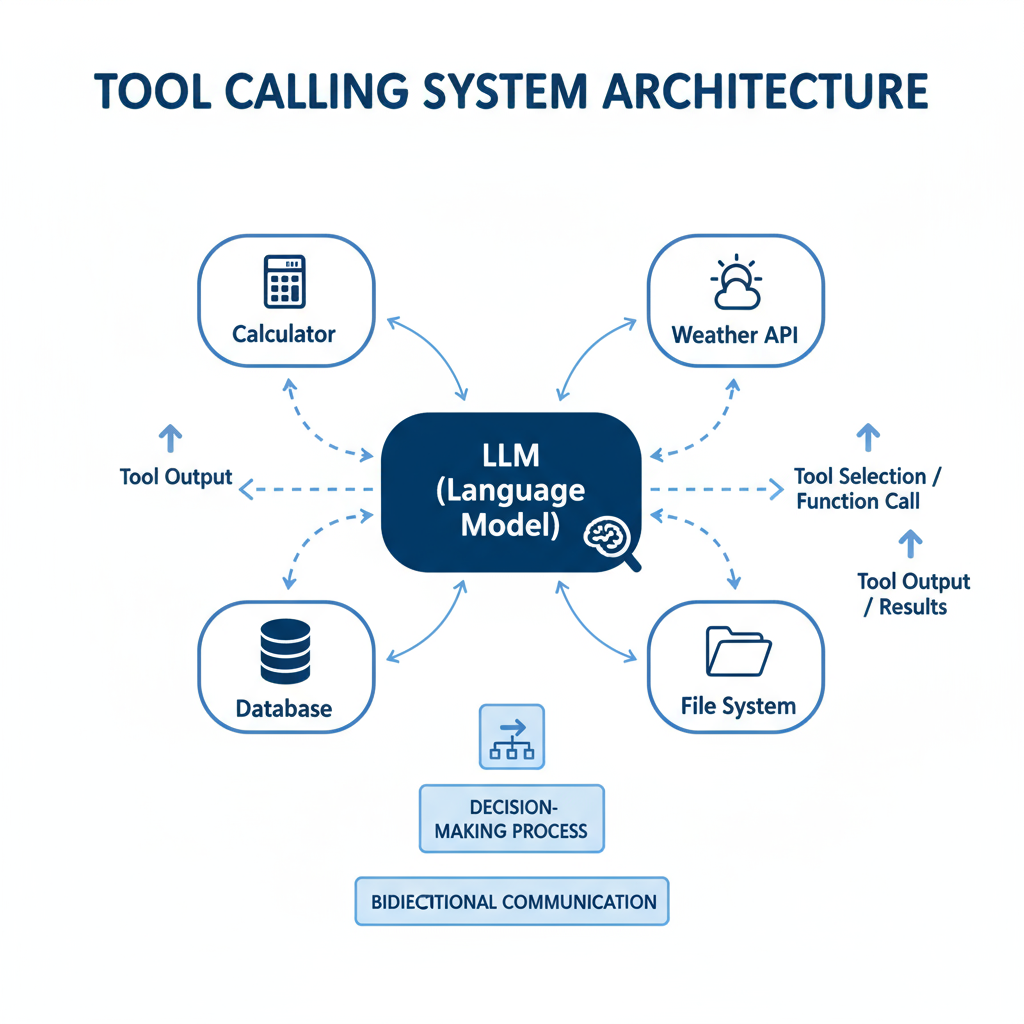 TOOL CALLING SYSTEM ARCHITECTURE
Calculator
Weather API
LLM
(Language
Model)
Tool Output
Tool Selection /
Function Call
Tool Output
/ Results
Database
File System
DECISION-
MAKING PROCESS
BIDIECTIONAL COMMUNICATION